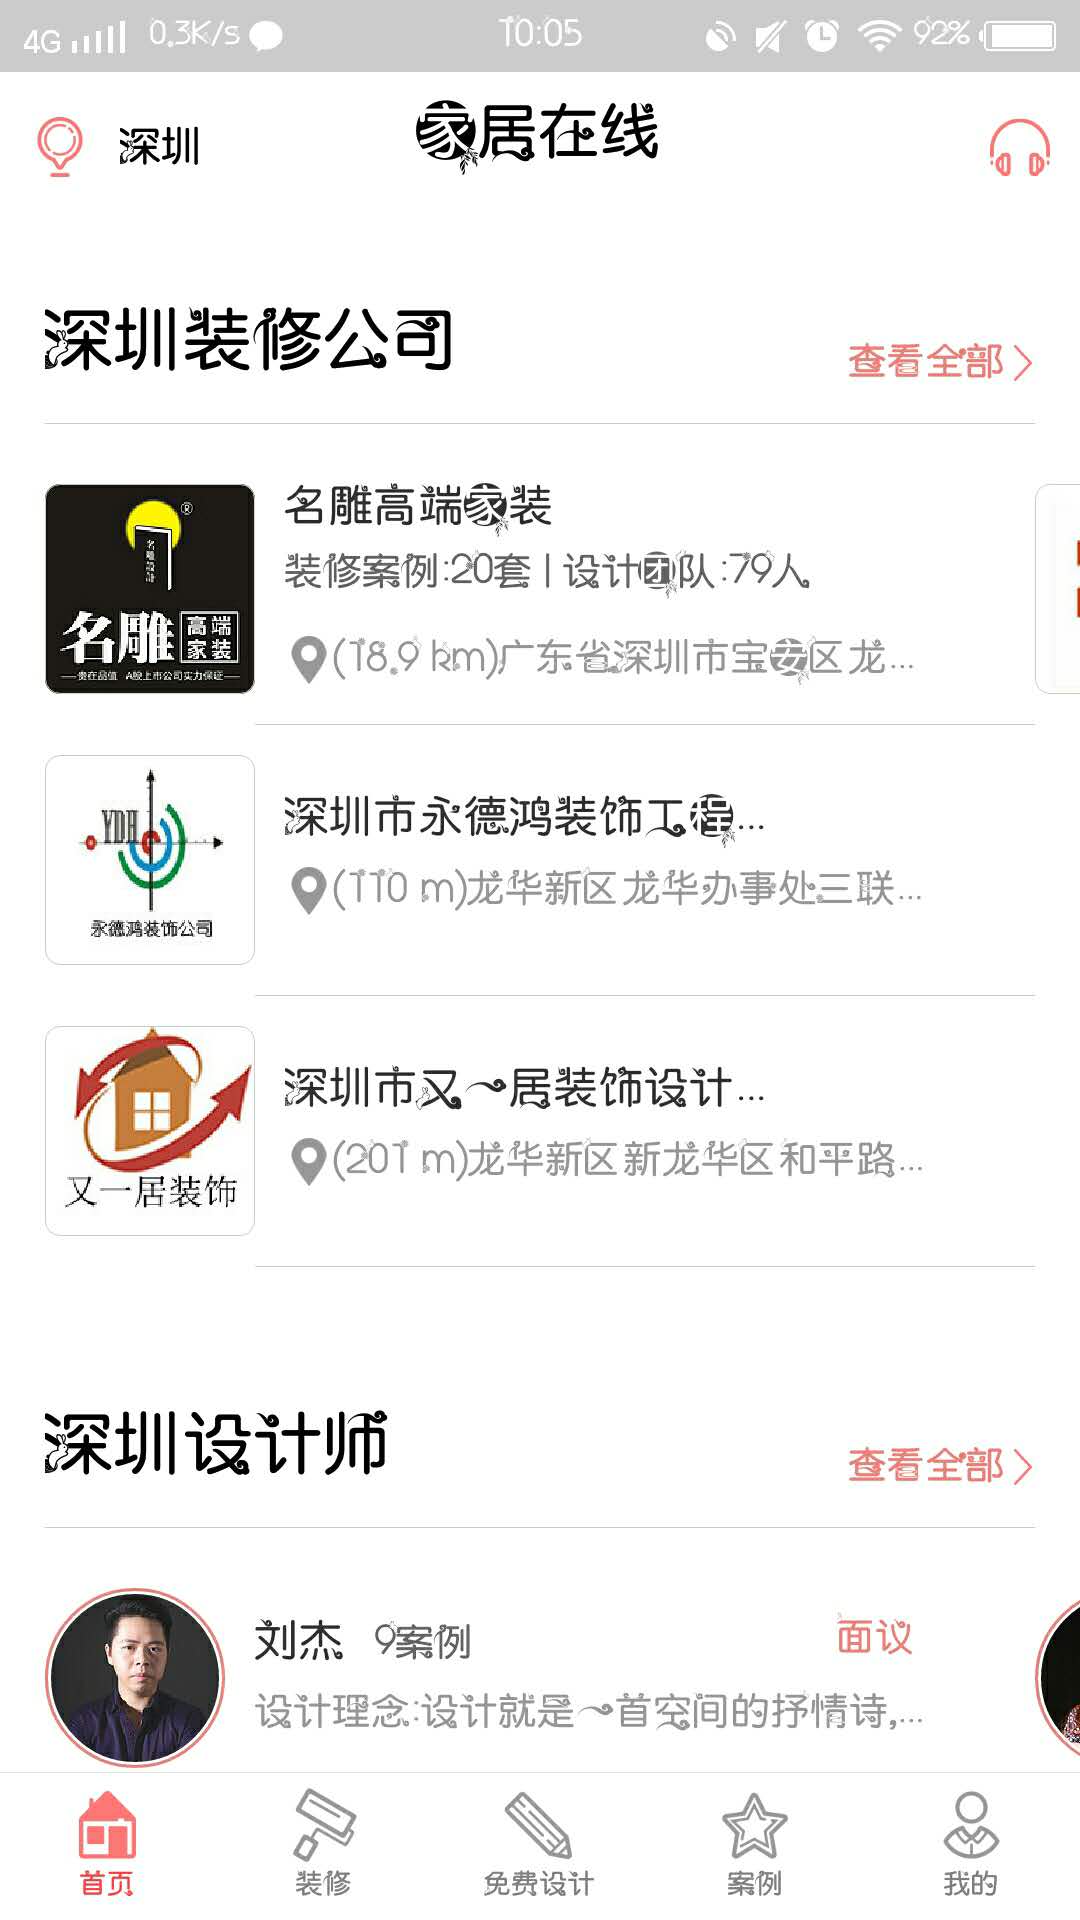 4G 0.3K/s 10:05 92%
深圳 家居在线
深圳装修公司
查看全部
名雕設計
®
名雕 高端家装
贵在品值 A股上市公司实力保证
名雕高端家装
装修案例:20套 | 设计团队:79人
(18.9 km)广东省深圳市宝安区龙...
YDH
永德鸿装饰公司
深圳市永德鸿装饰工程...
(110 m)龙华新区龙华办事处三联...
又一居装饰
深圳市又一居装饰设计...
(201 m)龙华新区新龙华区和平路...
深圳设计师
查看全部
刘杰 9案例 面议
设计理念:设计就是一首空间的抒情诗,...
首页 装修 免费设计 案例 我的